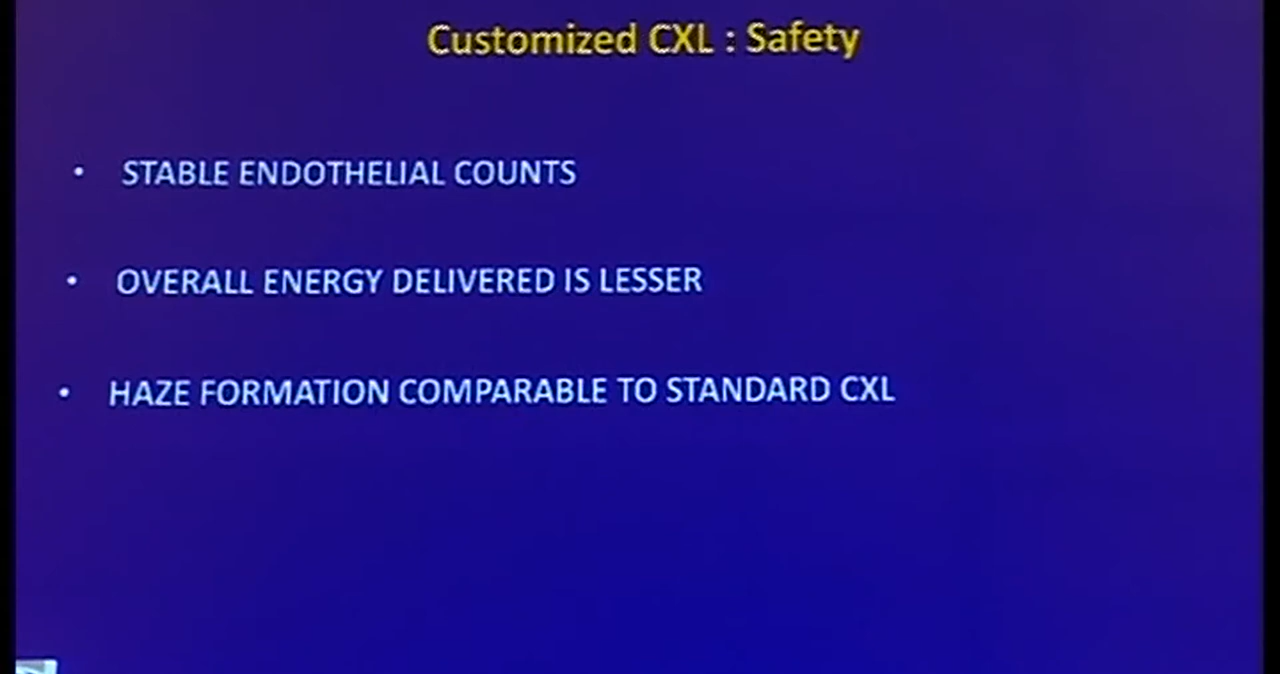 Customized CXL : Safety
• STABLE ENDOTHELIAL COUNTS
• OVERALL ENERGY DELIVERED IS LESSER
• HAZE FORMATION COMPARABLE TO STANDARD CXL